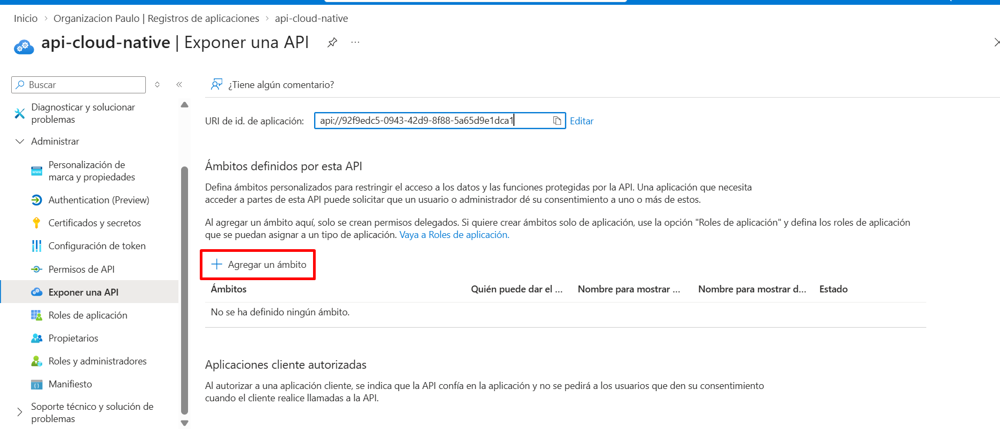 Inicio > Organizacion Paulo | Registros de aplicaciones > api-cloud-native
api-cloud-native | Exponer una API
Buscar
¿Tiene algún comentario?
Diagnosticar y solucionar
problemas
Administrar
Personalización de
marca y propiedades
Authentication (Preview)
Certificados y secretos
Configuración de token
Permisos de API
Exponer una API
Roles de aplicación
Propietarios
Roles y administradores
Manifiesto
Soporte técnico y solución de
problemas
URI de id. de aplicación: api://92f9edc5-0943-42d9-8f88-5a65d9e1dca1 Editar
Ámbitos definidos por esta API
Defina ámbitos personalizados para restringir el acceso a los datos y las funciones protegidas por la API. Una aplicación que necesita
acceder a partes de esta API puede solicitar que un usuario o administrador dé su consentimiento a uno o más de estos.
Al agregar un ámbito aquí, solo se crean permisos delegados. Si quiere crear ámbitos solo de aplicación, use la opción "Roles de aplicación" y defina los roles de aplicación
que se puedan asignar a un tipo de aplicación. Vaya a Roles de aplicación.
Agregar un ámbito
Ámbitos Quién puede dar el ... Nombre para mostrar ... Nombre para mostrar d... Estado
No se ha definido ningún ámbito.
Aplicaciones cliente autorizadas
Al autorizar a una aplicación cliente, se indica que la API confía en la aplicación y no se pedirá a los usuarios que den su consentimiento
cuando el cliente realice llamadas a la API.